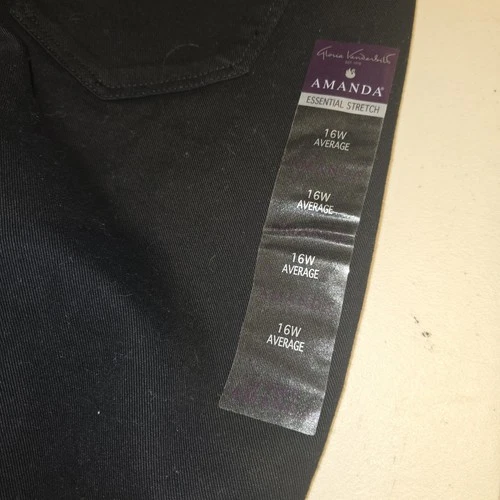 Gloria Vanderbilt
AMANDA®
ESSENTIAL STRETCH
16W
AVERAGE
16W
AVERAGE
16W
AVERAGE
16W
AVERAGE